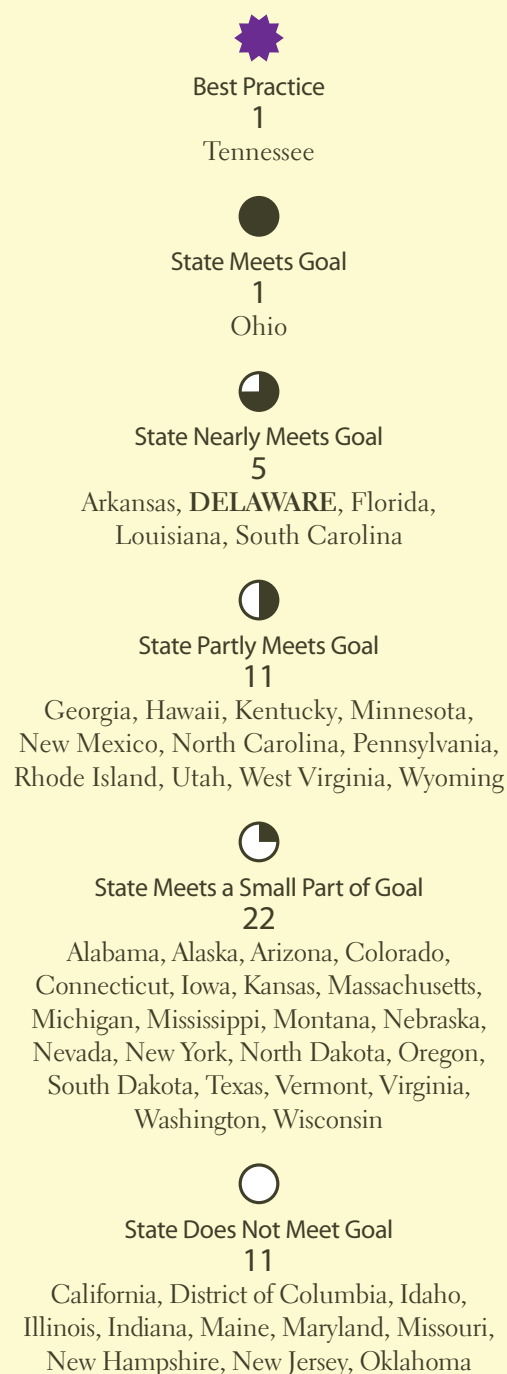 Best Practice
1
Tennessee
State Meets Goal
1
Ohio
State Nearly Meets Goal
5
Arkansas, DELAWARE, Florida,
Louisiana, South Carolina
State Partly Meets Goal
11
Georgia, Hawaii, Kentucky, Minnesota,
New Mexico, North Carolina, Pennsylvania,
Rhode Island, Utah, West Virginia, Wyoming
State Meets a Small Part of Goal
22
Alabama, Alaska, Arizona, Colorado,
Connecticut, Iowa, Kansas, Massachusetts,
Michigan, Mississippi, Montana, Nebraska,
Nevada, New York, North Dakota, Oregon,
South Dakota, Texas, Vermont, Virginia,
Washington, Wisconsin
State Does Not Meet Goal
11
California, District of Columbia, Idaho,
Illinois, Indiana, Maine, Maryland, Missouri,
New Hampshire, New Jersey, Oklahoma